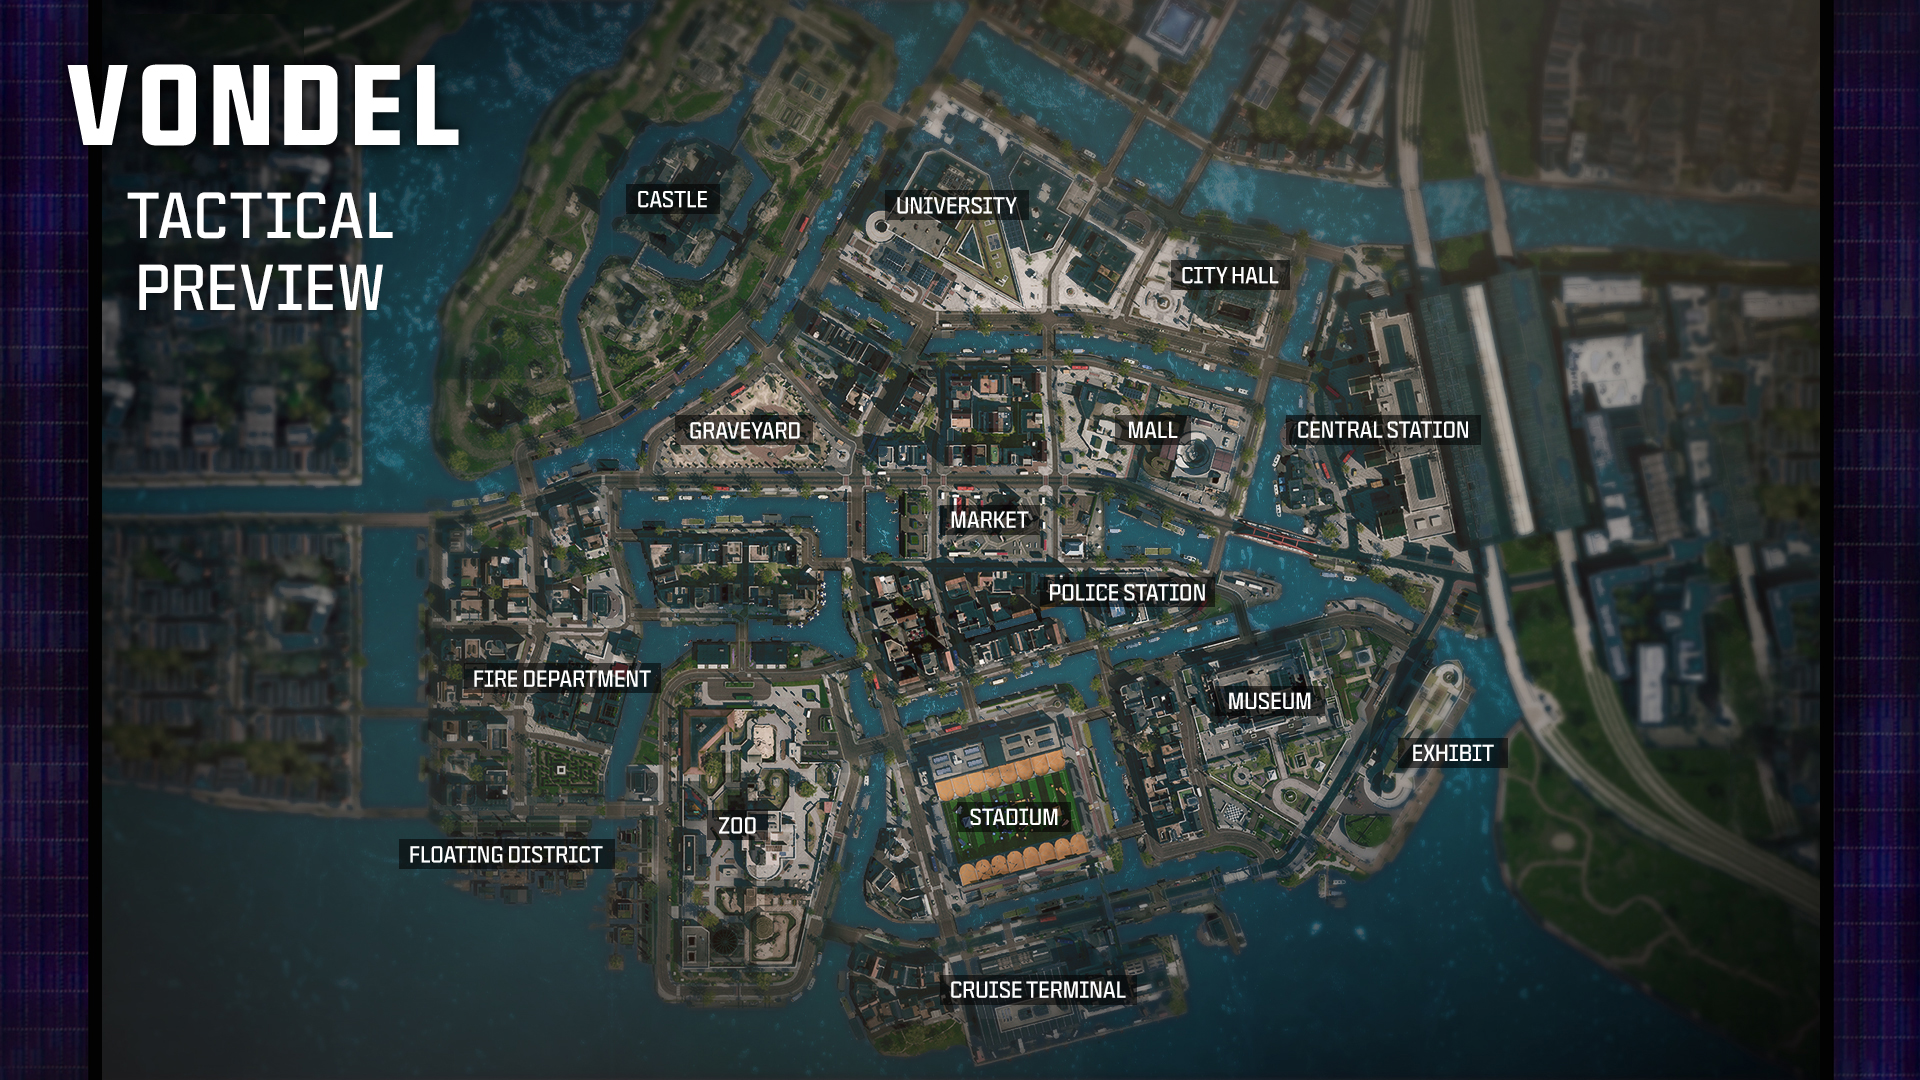 VONDEL
TACTICAL
PREVIEW
CASTLE
UNIVERSITY
CITY HALL
GRAVEYARD
MALL
CENTRAL STATION
MARKET
POLICE STATION
FIRE DEPARTMENT
MUSEUM
EXHIBIT
ZOO
STADIUM
FLOATING DISTRICT
CRUISE TERMINAL